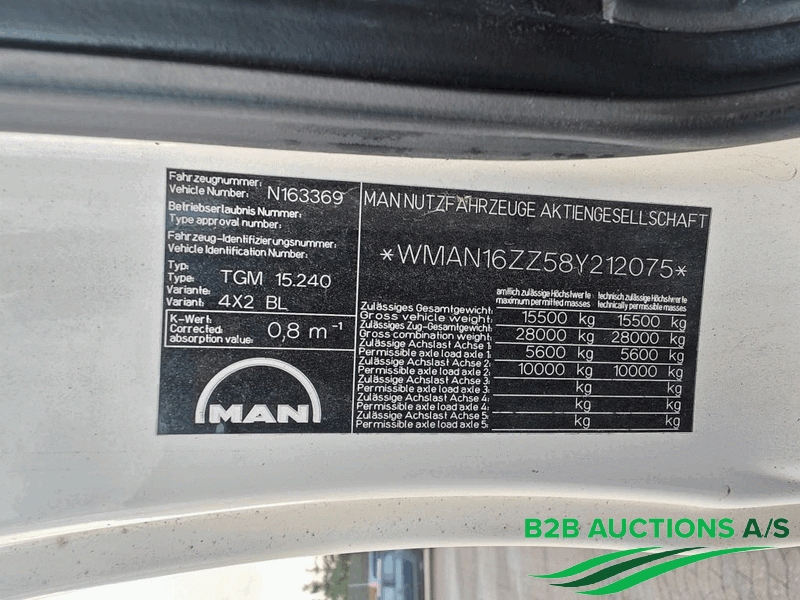 Fahrzeugnummer:
Vehicle Number: N163369
Betriebserlaubnis Nummer:
Type approval number:
Fahrzeug-Identifizierungsnummer:
Vehicle Identification Number:
Typ:
Type: TGM 15.240
Variante:
Variant: 4X2 BL
K-Wert
Corrected
absorption value: 0,8 m⁻¹
MAN
MAN NUTZFAHRZEUGE AKTIENGESELLSCHAFT
*WMAN16ZZ58Y212075*
amtlich zulässige Höchstwerte technisch zulässige Höchstwerte
maximum permitted masses technically permitted masses
Zulässiges Gesamtgewicht:
Gross vehicle weight: 15500 kg 15500 kg
Zulässiges Zug-Gesamtgewicht:
Gross combination weight: 28000 kg 28000 kg
Zulässige Achslast Achse 1:
Permissible axle load axle 1: 5600 kg 5600 kg
Zulässige Achslast Achse 2:
Permissible axle load axle 2: 10000 kg 10000 kg
Zulässige Achslast Achse 3:
Permissible axle load axle 3: kg kg
Zulässige Achslast Achse 4:
Permissible axle load axle 4: kg kg
Zulässige Achslast Achse 5:
Permissible axle load axle 5: kg kg
B2B AUCTIONS A/S